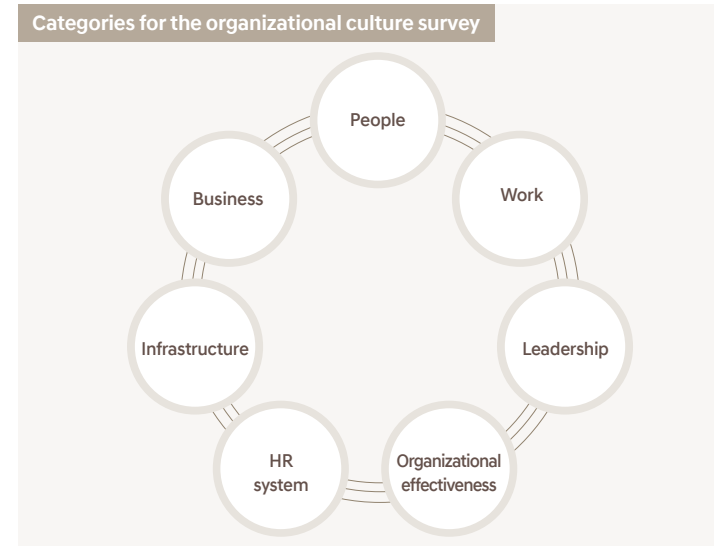 Categories for the organizational culture survey
People
Work
Leadership
Organizational
effectiveness
HR
system
Infrastructure
Business